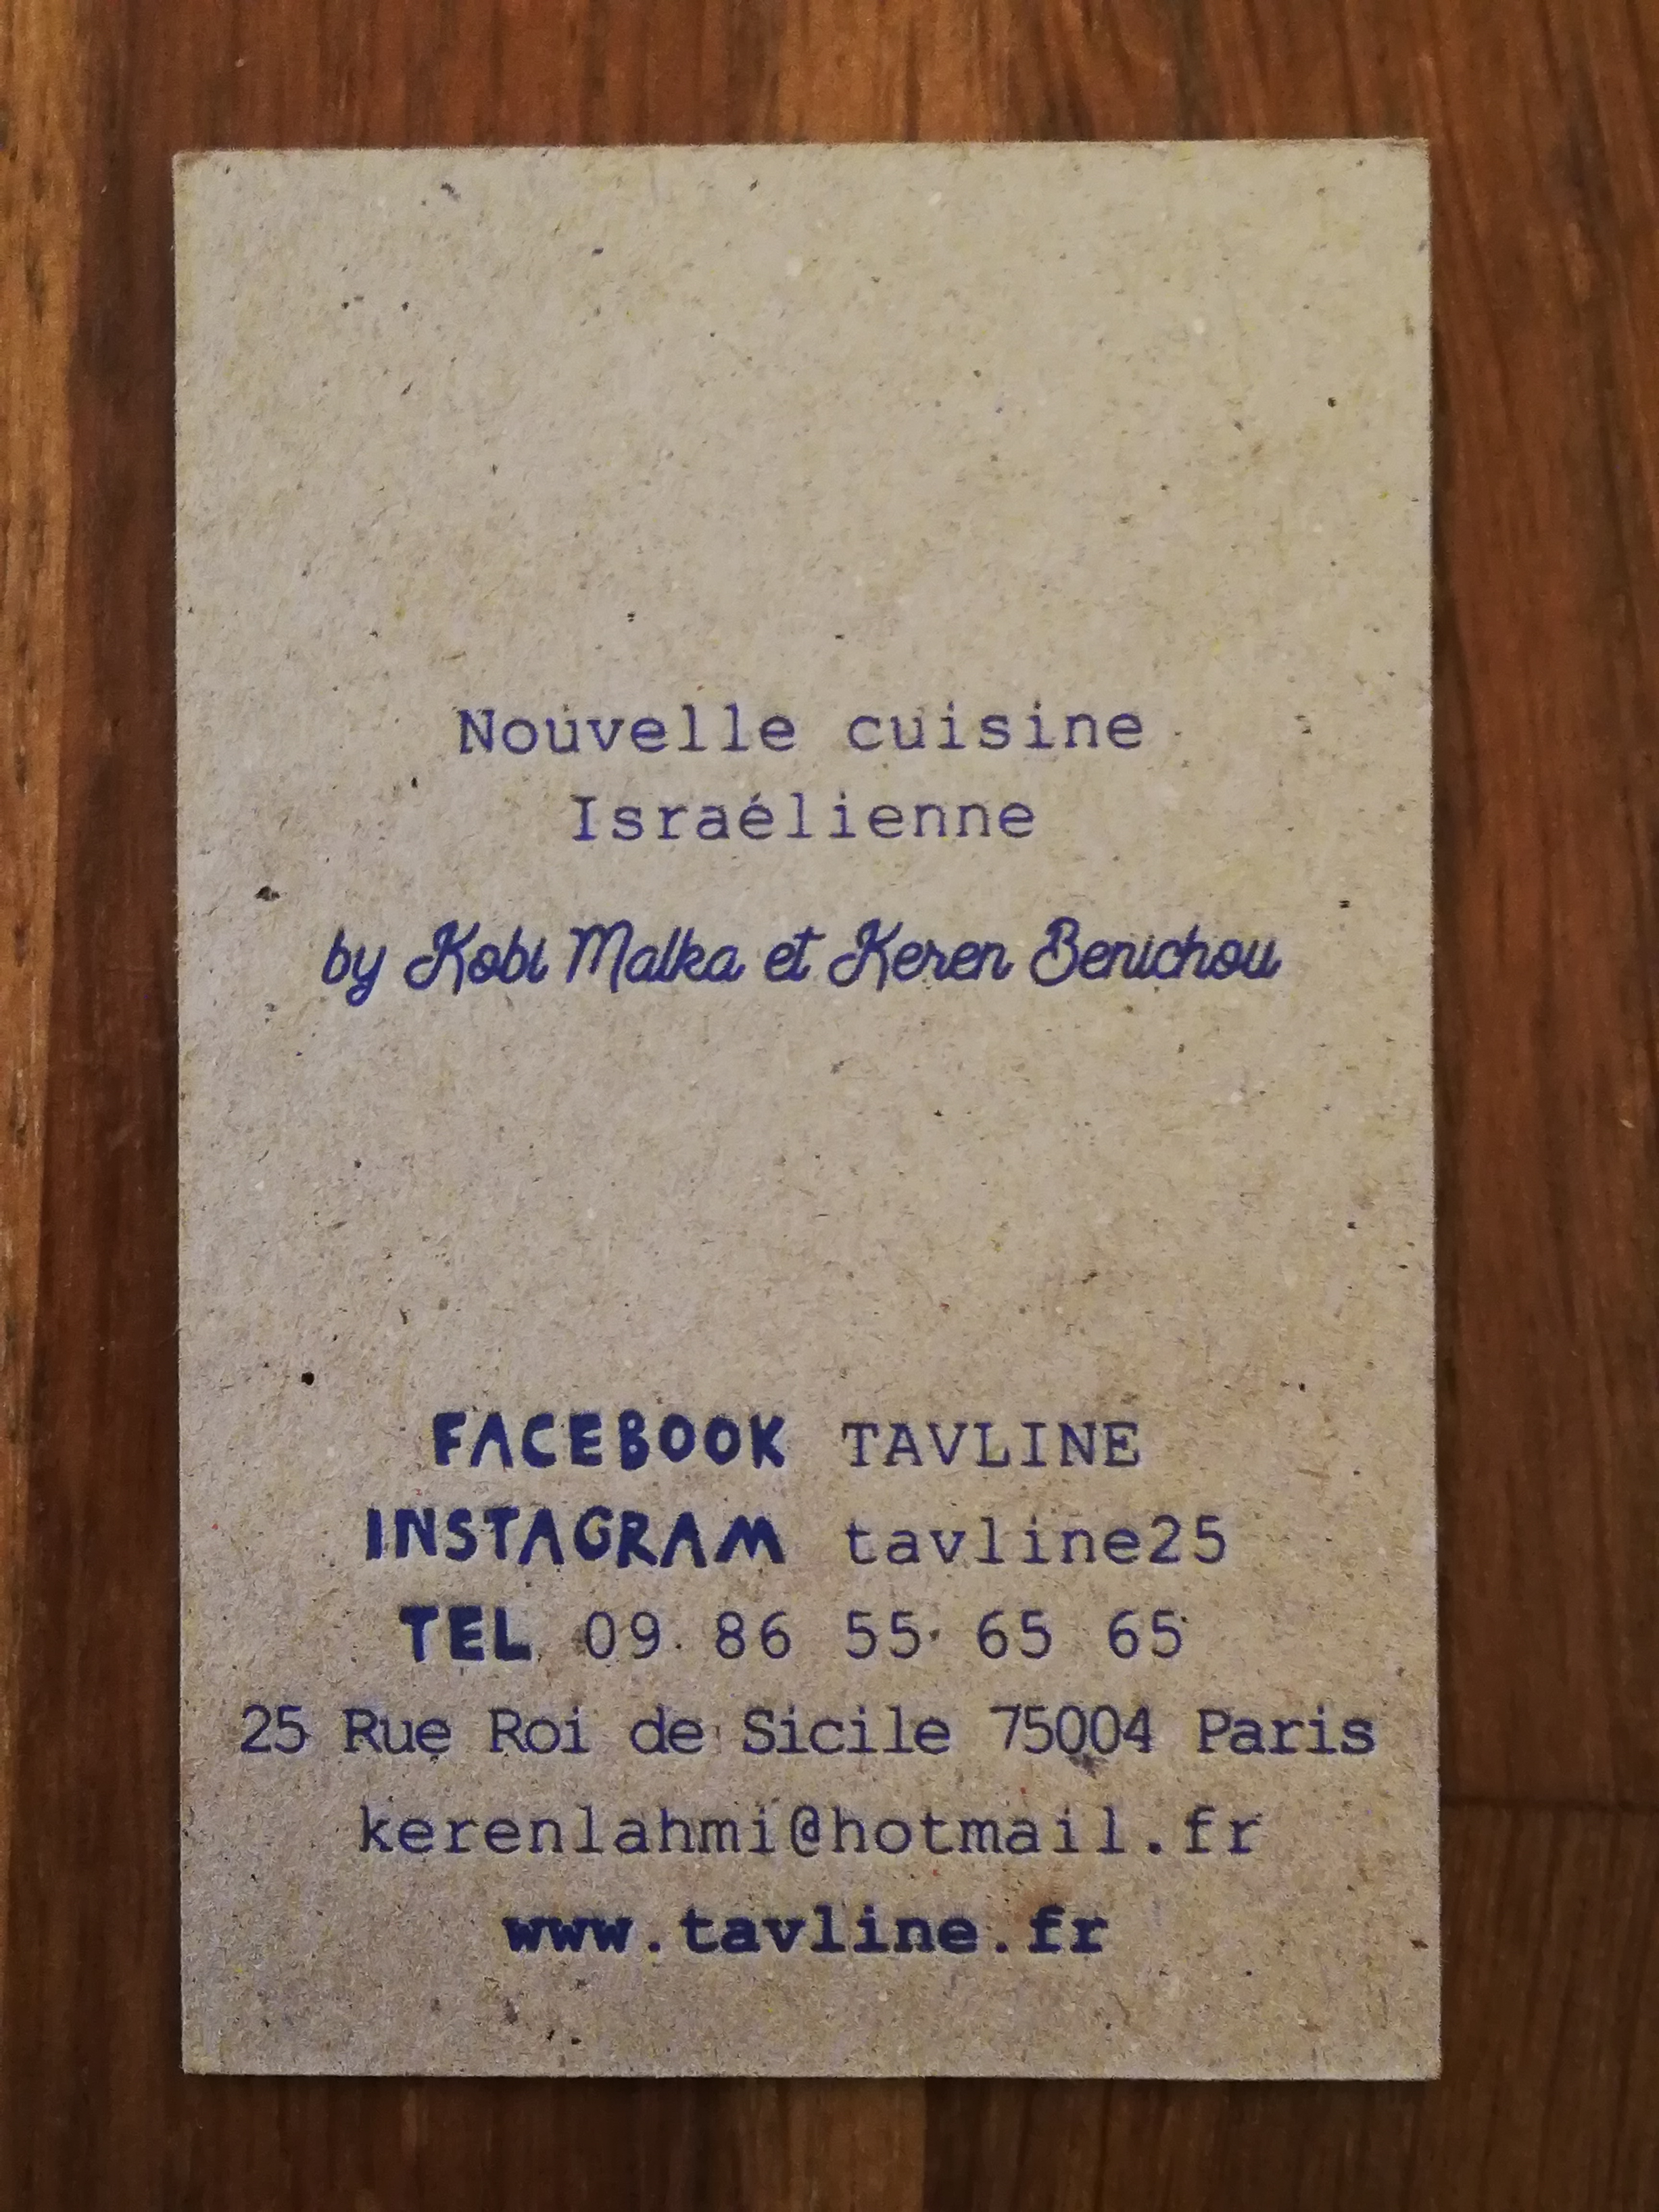 Nouvelle cuisine
Israélienne
by Kobi Malka et Keren Benichou
FACEBOOK TAVLINE
INSTAGRAM tavline25
TEL 09 86 55 65 65
25 Rue Roi de Sicile 75004 Paris
kerenlahmi@hotmail.fr
www.tavline.fr